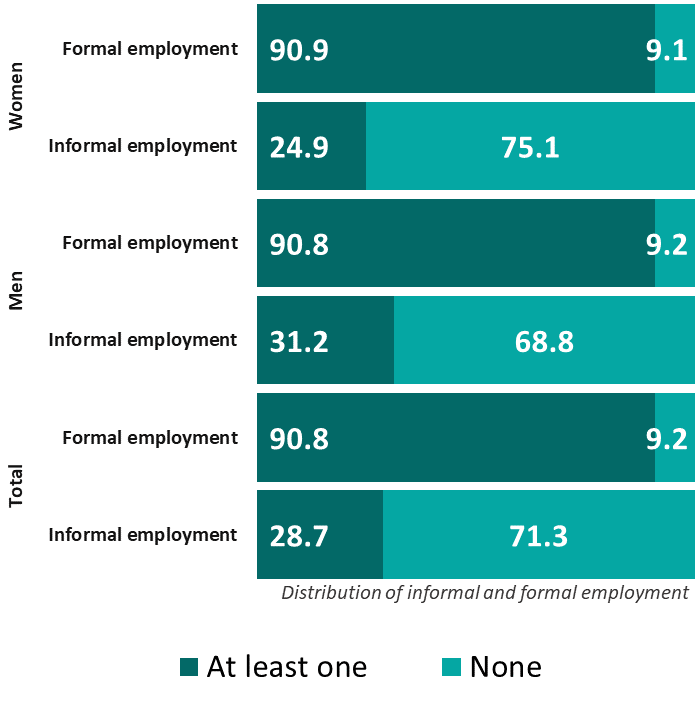 Women
Formal employment
90.9
9.1
Informal employment
24.9
75.1
Men
Formal employment
90.8
9.2
Informal employment
31.2
68.8
Total
Formal employment
90.8
9.2
Informal employment
28.7
71.3
Distribution of informal and formal employment
At least one
None